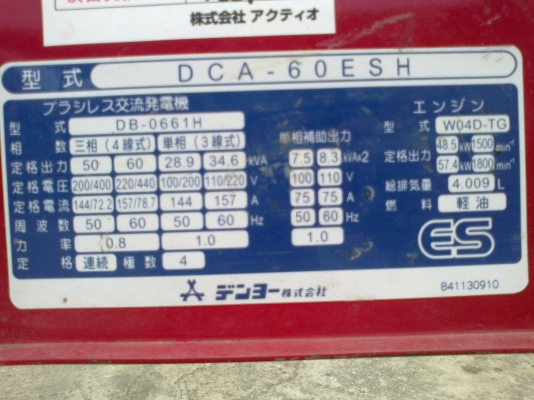 株式会社 アクティオ
型式 DCA-60ESH
ブラシレス交流発電機
型式 DB-0661H
相数 三相(4線式) 単相(3線式) 単相補助出力
定格出力 50 60 28.9 34.6 kVA 7.5 8.3 kVA×2
定格電圧 200/400 220/440 100/200 110/220 V 100 110 V
定格電流 144/72.2 157/78.7 144 157 A 75 75 A
周波数 50 60 50 60 Hz 50 60 Hz
力率 0.8 1.0 1.0
定格 連続 極数 4
エンジン
型式 W04D-TG
定格出力 48.5 kW 1500 min⁻¹
57.4 kW 1800 min⁻¹
総排気量 4.009 L
燃料 軽油
ES
デンヨー株式会社
B41130910